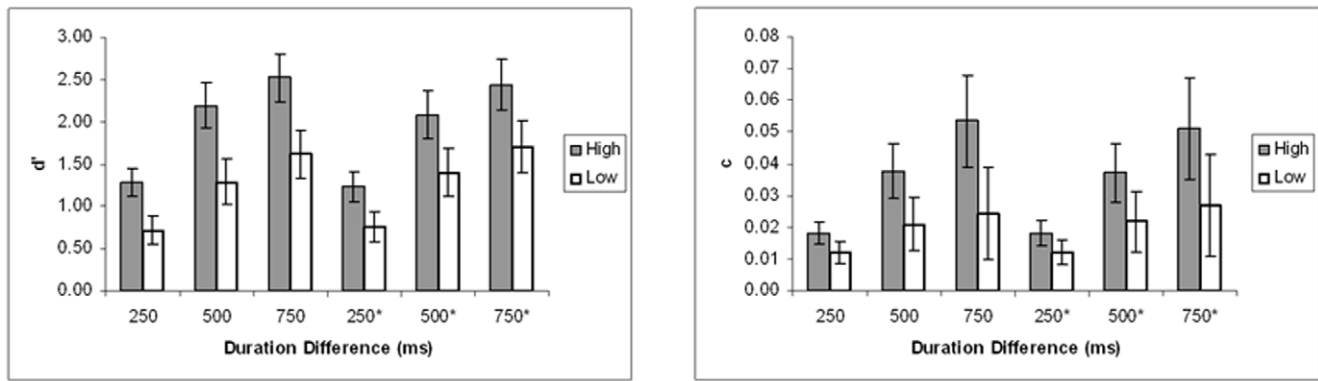 3.00
2.50
2.00
1.50
1.00
0.50
0.00
d'
250 500 750 250* 500* 750*
Duration Difference (ms)
High
Low
0.08
0.07
0.06
0.05
0.04
0.03
0.02
0.01
0.00
c
250 500 750 250* 500* 750*
Duration Difference (ms)
High
Low